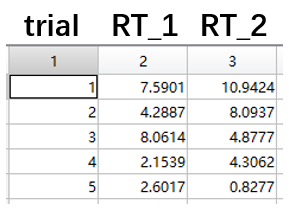 trial RT_1 RT_2
1 2 3
1 7.5901 10.9424
2 4.2887 8.0937
3 8.0614 4.8777
4 2.1539 4.3062
5 2.6017 0.8277